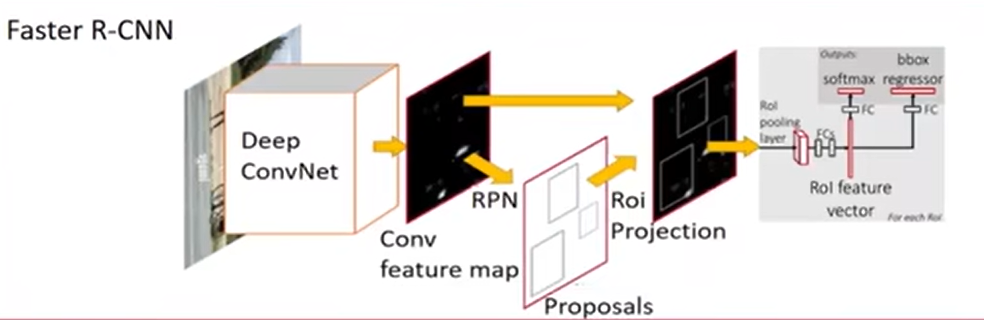 Faster R-CNN
Deep
ConvNet
Conv
feature map
RPN
Proposals
Roi
Projection
Outputs:
softmax
bbox
regressor
FC
FC
RoI
pooling
layer
FCs
RoI feature
vector
For each RoI